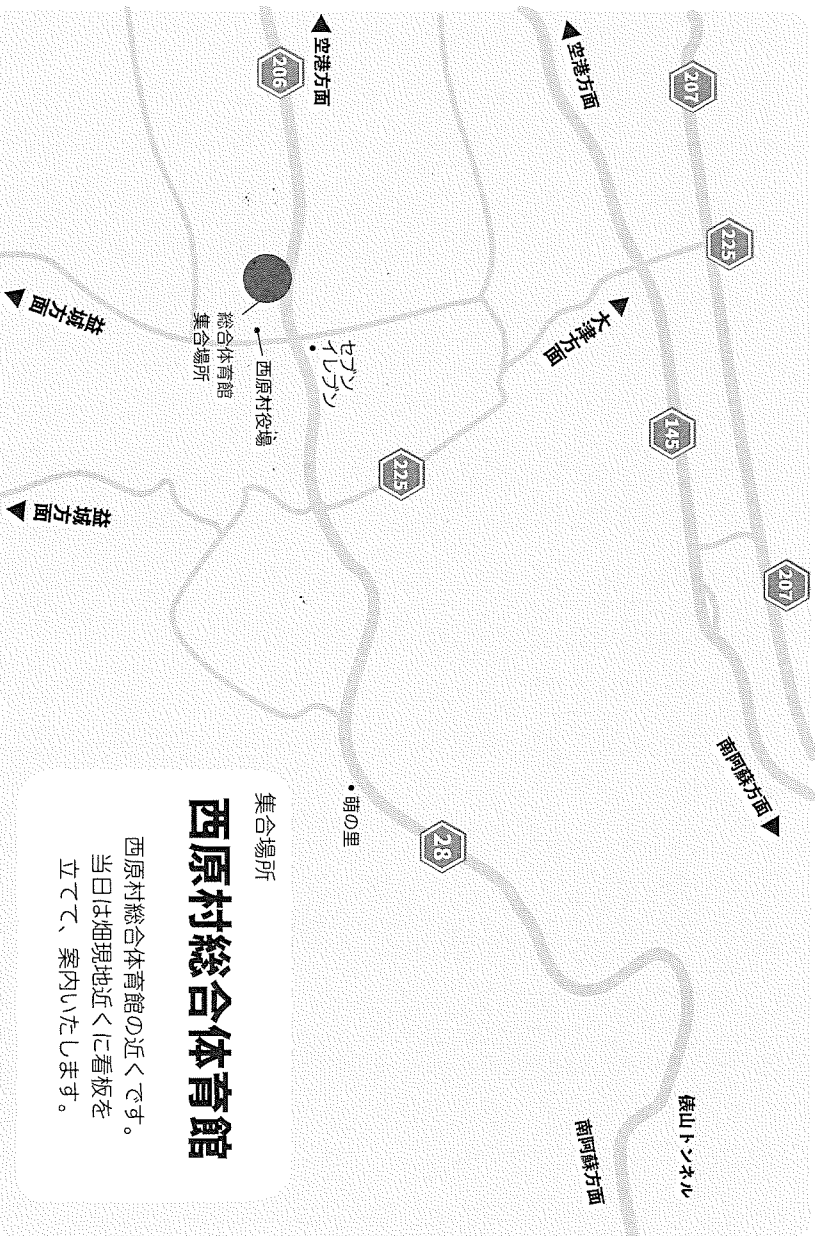 207
225
145
207
空港方面
大津方面
南阿蘇方面
空港方面
206
セブン
イレブン
225
28
俵山トンネル
南阿蘇方面
萌の里
西原村役場
総合体育館
集合場所
益城方面
益城方面
集合場所
西原村総合体育館
西原村総合体育館の近くです。
当日は畑現地近くに看板を
立てて、案内いたします。